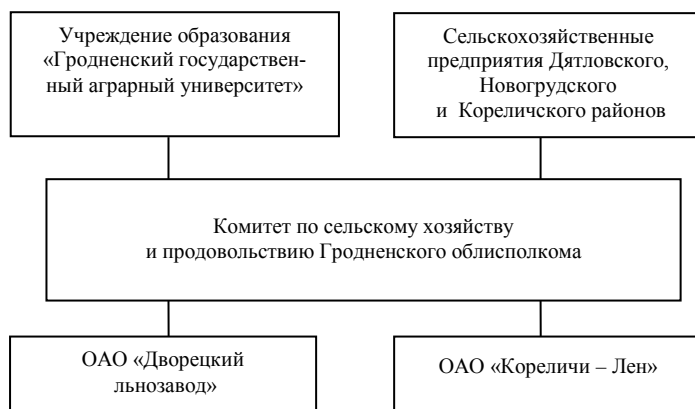 Учреждение образования
«Гродненский государствен-
ный аграрный университет»
Сельскохозяйственные
предприятия Дятловского,
Новогрудского
и Кореличского районов
Комитет по сельскому хозяйству
и продовольствию Гродненского облисполкома
ОАО «Дворецкий
льнозавод»
ОАО «Кореличи – Лен»